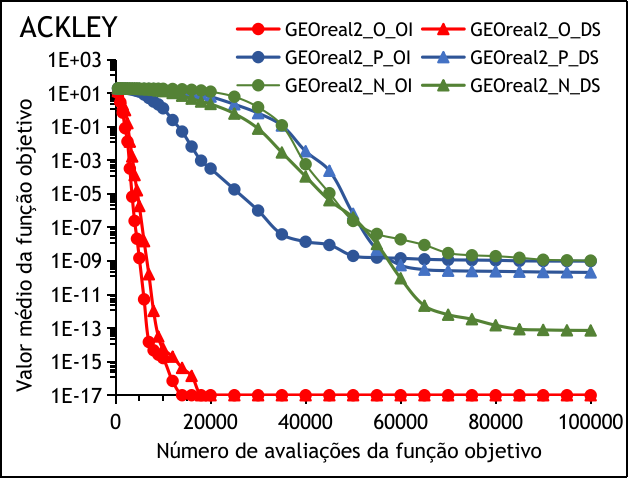 ACKLEY
GEOreal2_O_OI GEOreal2_O_DS
GEOreal2_P_OI GEOreal2_P_DS
GEOreal2_N_OI GEOreal2_N_DS
Valor médio da função objetivo
1E+03
1E+01
1E-01
1E-03
1E-05
1E-07
1E-09
1E-11
1E-13
1E-15
1E-17
0 20000 40000 60000 80000 100000
Número de avaliações da função objetivo